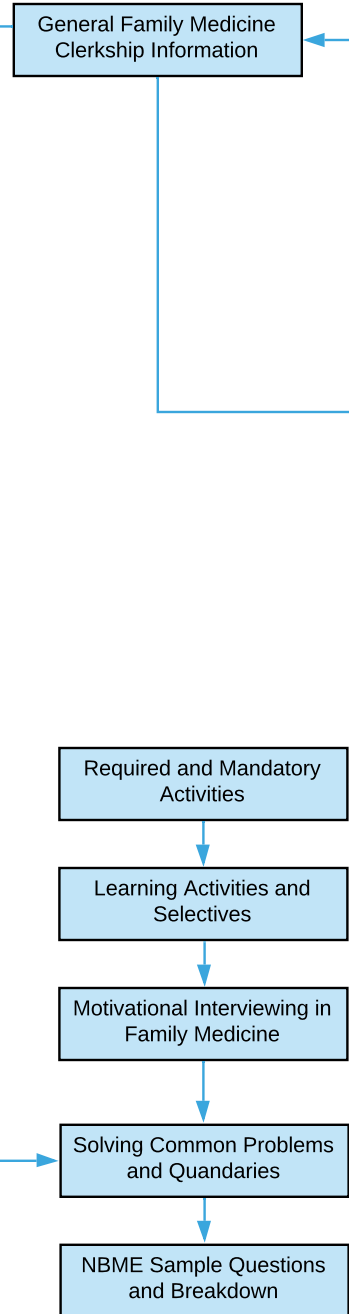 General Family Medicine
Clerkship Information
Required and Mandatory
Activities
Learning Activities and
Selectives
Motivational Interviewing in
Family Medicine
Solving Common Problems
and Quandaries
NBME Sample Questions
and Breakdown